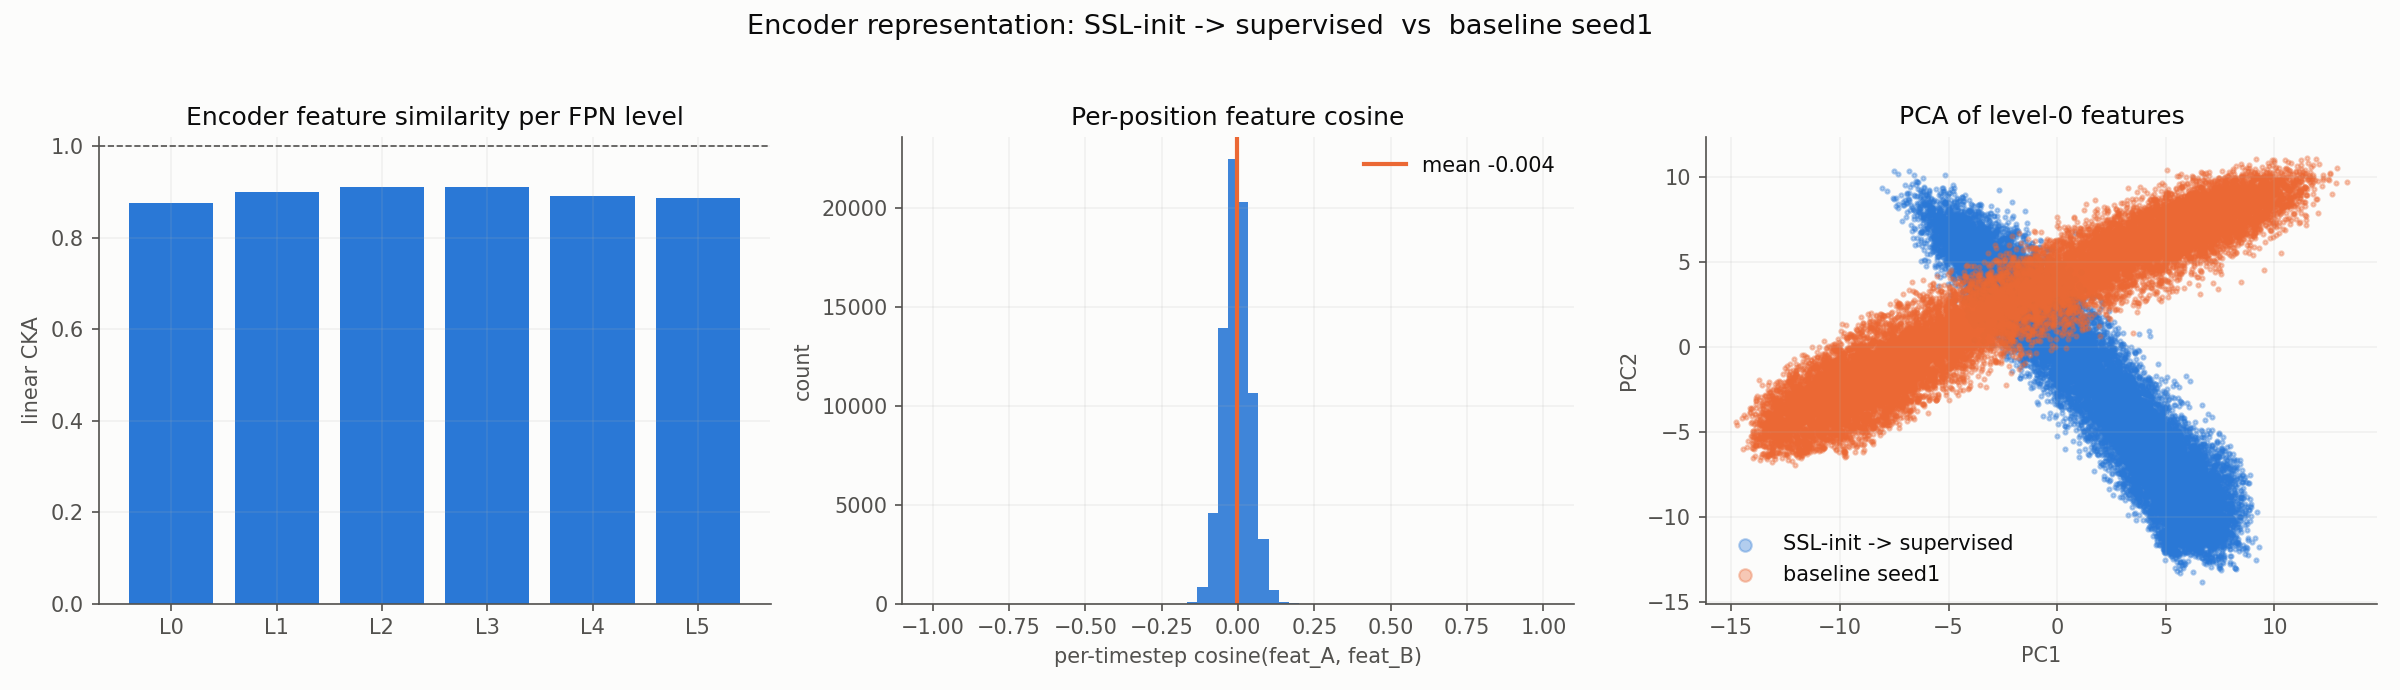 Encoder representation: SSL-init -> supervised  vs  baseline seed1
Encoder feature similarity per FPN level
linear CKA
1.0
0.8
0.6
0.4
0.2
0.0
L0 L1 L2 L3 L4 L5
Per-position feature cosine
mean -0.004
count
20000
15000
10000
5000
0
−1.00 −0.75 −0.50 −0.25 0.00 0.25 0.50 0.75 1.00
per-timestep cosine(feat_A, feat_B)
PCA of level-0 features
PC2
10
5
0
−5
−10
−15
SSL-init -> supervised
baseline seed1
−15 −10 −5 0 5 10
PC1